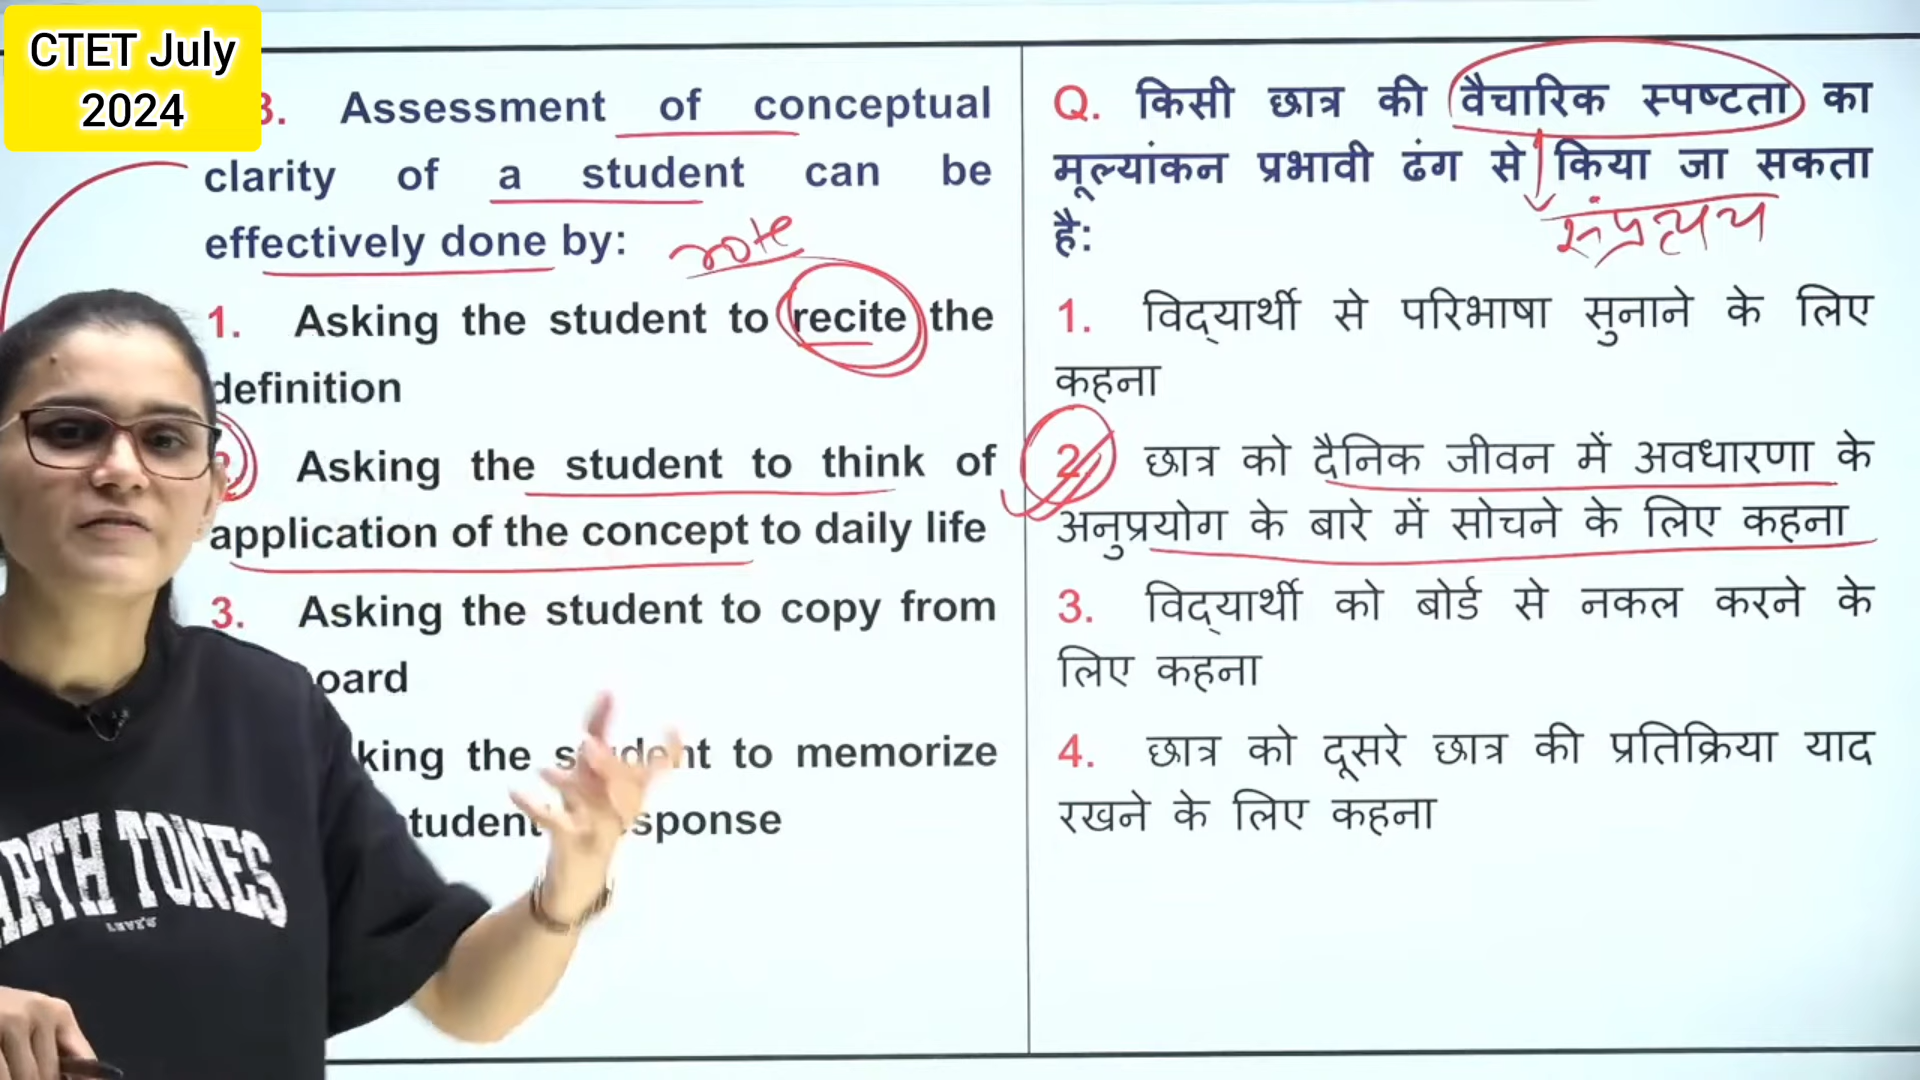 CTET July
2024
3. Assessment of conceptual
clarity of a student can be
effectively done by:
rote
1. Asking the student to recite the
definition
2. Asking the student to think of
application of the concept to daily life
3. Asking the student to copy from
oard
king the student to memorize
tudent sponse
Q. किसी छात्र की वैचारिक स्पष्टता का
मूल्यांकन प्रभावी ढंग से किया जा सकता
है:
संप्रत्यय
1. विद्‌यार्थी से परिभाषा सुनाने के लिए
कहना
2. छात्र को दैनिक जीवन में अवधारणा के
अनुप्रयोग के बारे में सोचने के लिए कहना
3. विद्‌यार्थी को बोर्ड से नकल करने के
लिए कहना
4. छात्र को दूसरे छात्र की प्रतिक्रिया याद
रखने के लिए कहना
ARTH TONES